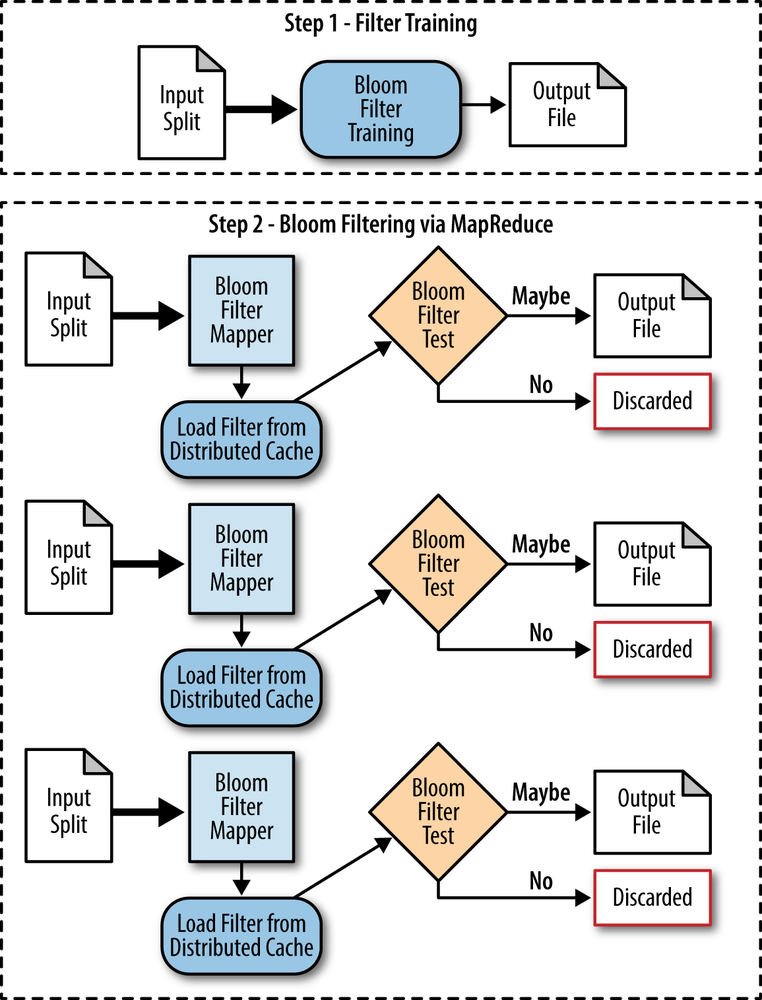 Step 1 - Filter Training
Input
Split
Bloom
Filter
Training
Output
File
Step 2 - Bloom Filtering via MapReduce
Input
Split
Bloom
Filter
Mapper
Load Filter from
Distributed Cache
Bloom
Filter
Test
Maybe
Output
File
No
Discarded
Input
Split
Bloom
Filter
Mapper
Load Filter from
Distributed Cache
Bloom
Filter
Test
Maybe
Output
File
No
Discarded
Input
Split
Bloom
Filter
Mapper
Load Filter from
Distributed Cache
Bloom
Filter
Test
Maybe
Output
File
No
Discarded